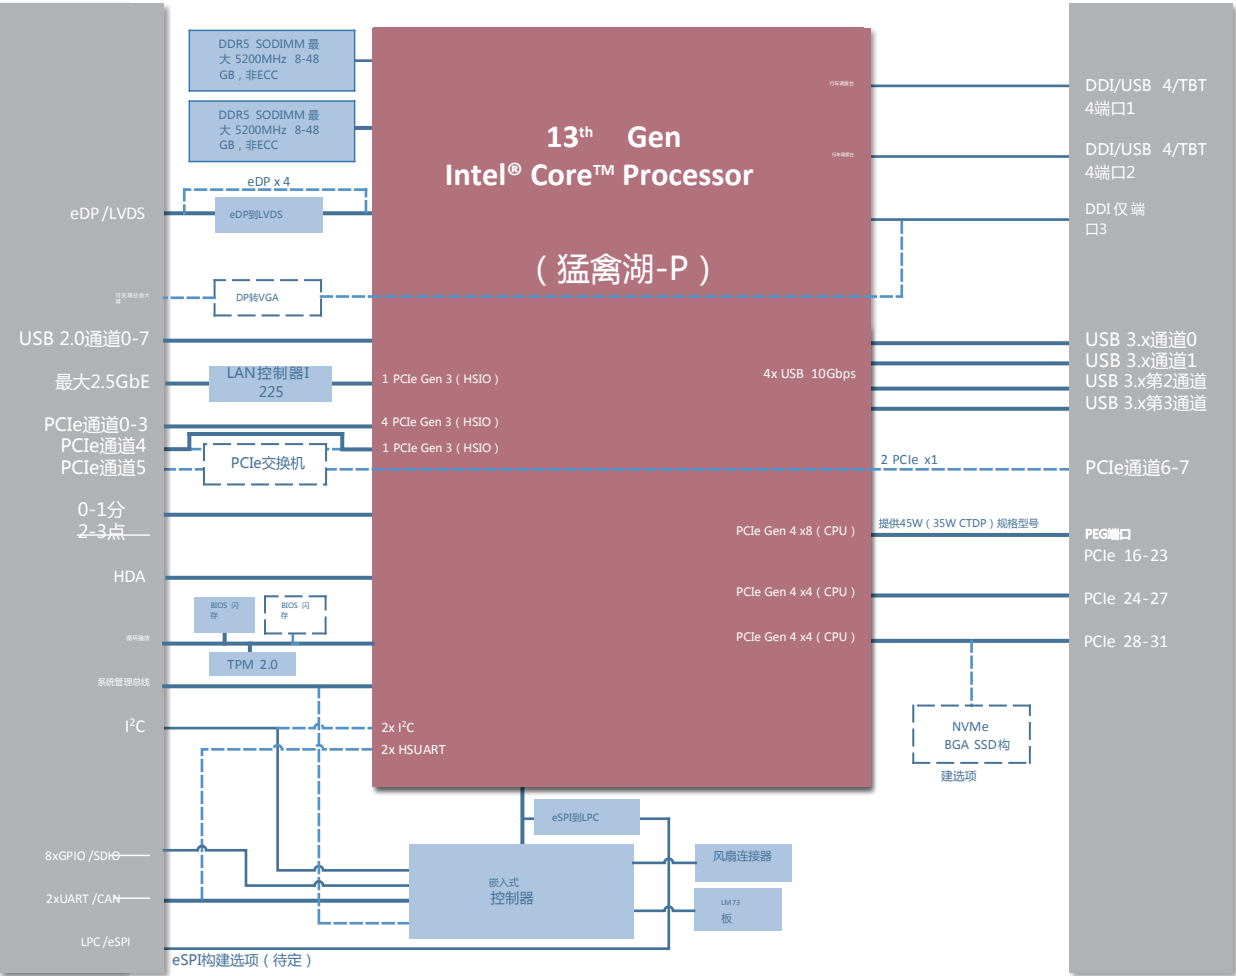 DDR5 SODIMM 最
大 5200MHz 8-48
GB，非ECC
DDR5 SODIMM 最
大 5200MHz 8-48
GB，非ECC
13th Gen
Intel® Core™ Processor
（猛禽湖-P）
行车调度台
行车调度台
DDI/USB 4/TBT
4端口1
DDI/USB 4/TBT
4端口2
DDI 仅 端
口3
eDP x 4
eDP /LVDS
eDP到LVDS
DP转VGA
USB 2.0通道0-7
最大2.5GbE
LAN控制器I
225
1 PCIe Gen 3（HSIO）
4x USB 10Gbps
USB 3.x通道0
USB 3.x通道1
USB 3.x第2通道
USB 3.x第3通道
PCIe通道0-3
4 PCIe Gen 3（HSIO）
PCIe通道4
1 PCIe Gen 3（HSIO）
PCIe通道5
PCIe交换机
2 PCIe x1
PCIe通道6-7
0-1分
2-3点
PCIe Gen 4 x8（CPU）
提供45W（35W CTDP）规格型号
PEG端口
PCIe 16-23
HDA
PCIe Gen 4 x4（CPU）
PCIe 24-27
BIOS 闪
存
BIOS 闪
存
循环播放
TPM 2.0
PCIe Gen 4 x4（CPU）
PCIe 28-31
系统管理总线
I²C
2x I²C
2x HSUART
NVMe
BGA SSD构
建选项
eSPI到LPC
8xGPIO /SDIO
嵌入式
控制器
风扇连接器
2xUART /CAN
LM73
板
LPC /eSPI
eSPI构建选项（待定）